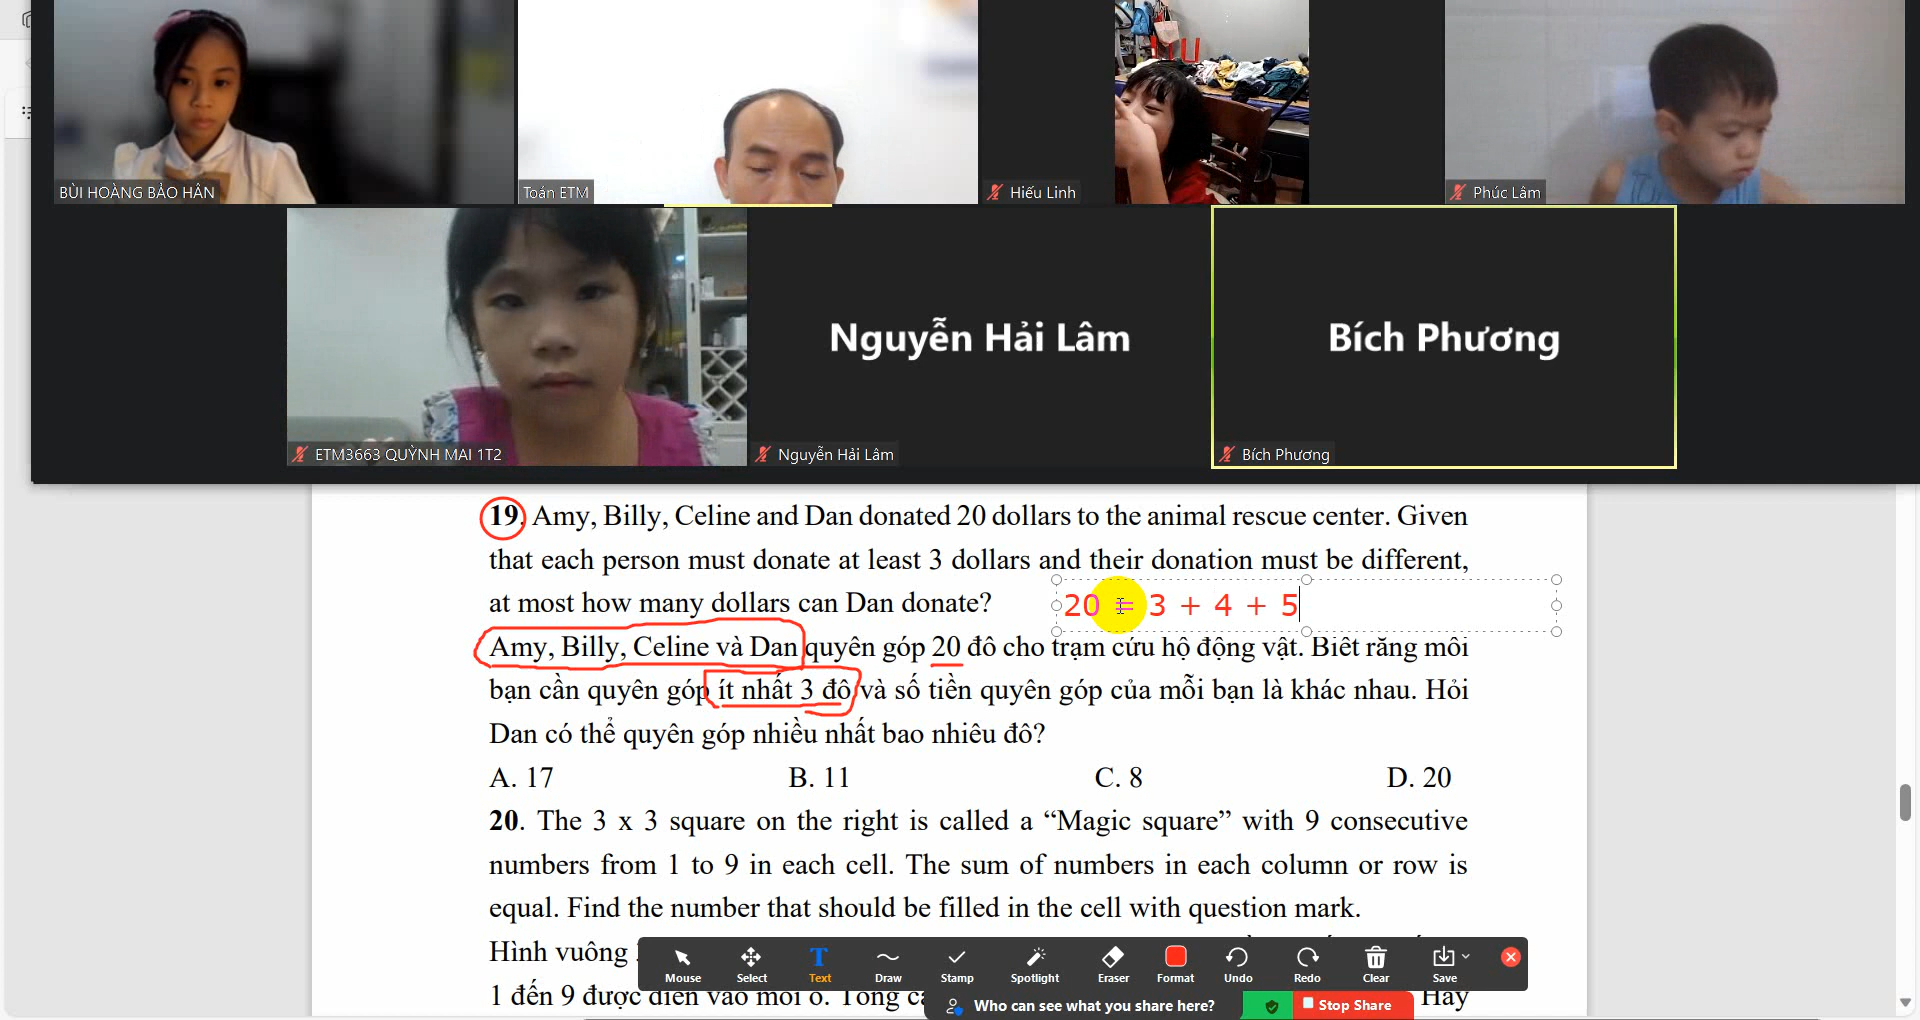 BÙI HOÀNG BẢO HÂN
Toán ETM
Hiếu Linh
Phúc Lâm
ETM3663 QUỲNH MAI 1T2
Nguyễn Hải Lâm
Nguyễn Hải Lâm
Bích Phương
Bích Phương
19. Amy, Billy, Celine and Dan donated 20 dollars to the animal rescue center. Given
that each person must donate at least 3 dollars and their donation must be different,
at most how many dollars can Dan donate?
20 = 3 + 4 + 5
Amy, Billy, Celine và Dan quyên góp 20 đô cho trạm cứu hộ động vật. Biết rằng mỗi
bạn cần quyên góp ít nhất 3 đô và số tiền quyên góp của mỗi bạn là khác nhau. Hỏi
Dan có thể quyên góp nhiều nhất bao nhiêu đô?
A. 17 B. 11 C. 8 D. 20
20. The 3 x 3 square on the right is called a “Magic square” with 9 consecutive
numbers from 1 to 9 in each cell. The sum of numbers in each column or row is
equal. Find the number that should be filled in the cell with question mark.
Hình vuông
Mouse Select Text Draw Stamp Spotlight Eraser Format Undo Redo Clear Save
1 đến 9 được điền vào mỗi ô. Tổng Hãy
Who can see what you share here? Stop Share